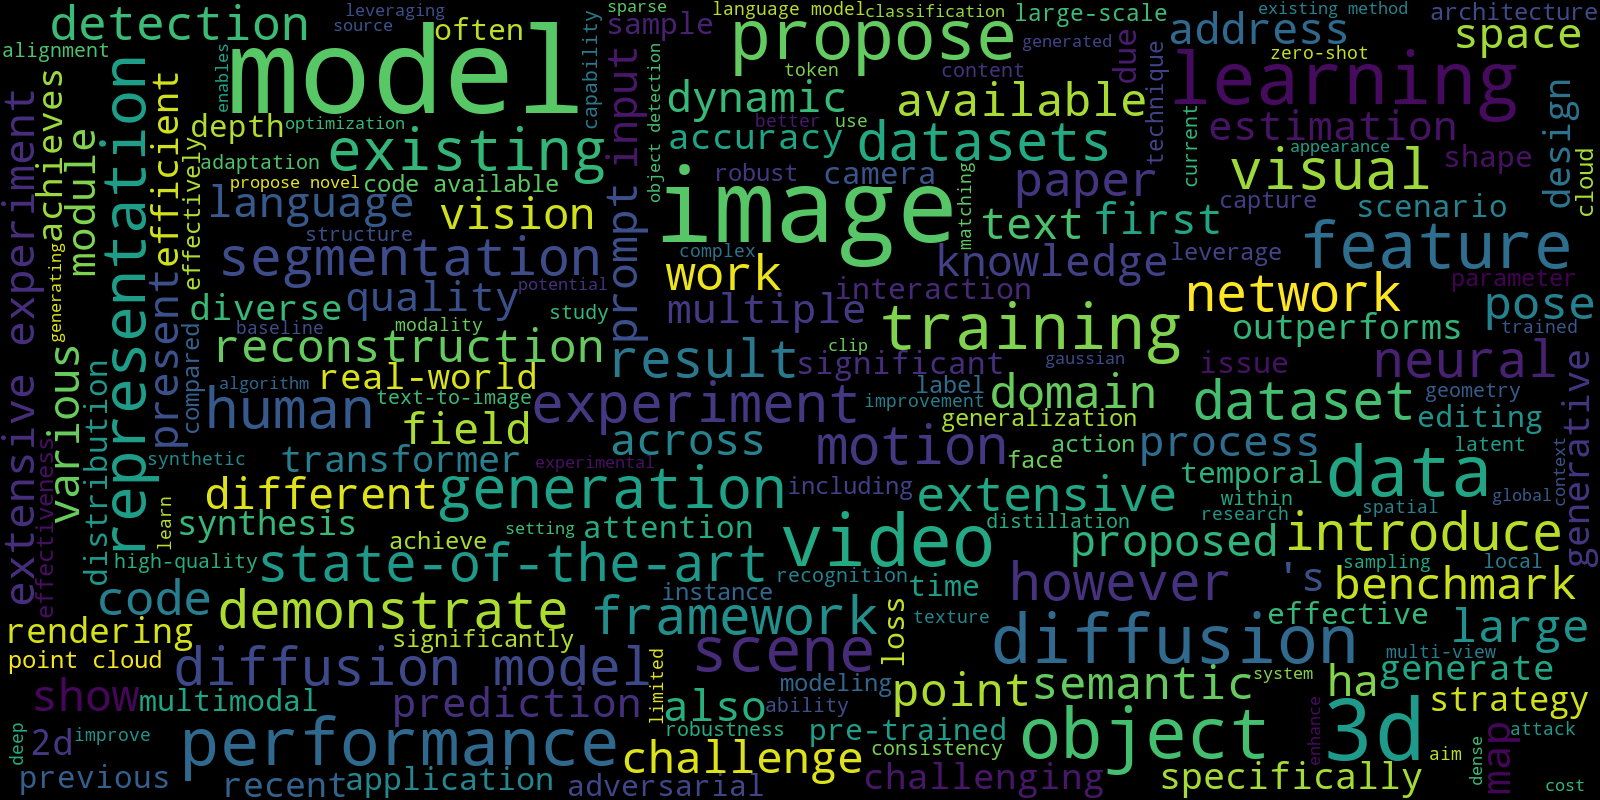 leveraging
source
often
sparse
sample
language model
classification
generated
large-scale
existing method
architecture
detection
model
propose
address
space
alignment
enables
capability
token
content
due
technique
zero-shot
learning
depth
optimization
object detection
input
dynamic
available
better
use
accuracy
datasets
estimation
appearance
design
shape
achieves
module
representation
efficient
effectively
adaptation
existing
propose novel
code available
robust
camera
image
matching
paper
current
visual
capture
cloud
language
vision
structure
segmentation
prompt
text
first
scenario
feature
extensive experiment
complex
work
knowledge
leverage
generating
present
diverse
quality
potential
study
multiple
interaction
network
parameter
pose
trained
baseline
modality
reconstruction
training
outperforms
various
compared
result
clip
significant
gaussian
issue
neural
algorithm
real-world
text-to-image
label
improvement
domain
geometry
dataset
generative
distribution
human
experiment
generalization
editing
field
across
motion
action
process
latent
effectiveness
synthetic
transformer
experimental
face
temporal
data
context
different
generation
including
extensive
within
spatial
global
learn
synthesis
setting
attention
distillation
research
introduce
achieve
video
proposed
high-quality
state-of-the-art
recognition
time
sampling
local
code
instance
however
's
benchmark
demonstrate
framework
loss
texture
effective
large
rendering
significantly
scene
diffusion
multi-view
point cloud
diffusion model
limited
modeling
point
semantic
system
ha
generate
show
multimodal
prediction
also
ability
strategy
deep
2d
improve
performance
robustness
pre-trained
object
enhance
3d
map
attack
challenge
consistency
aim
dense
previous
recent
application
adversarial
challenging
specifically
cost